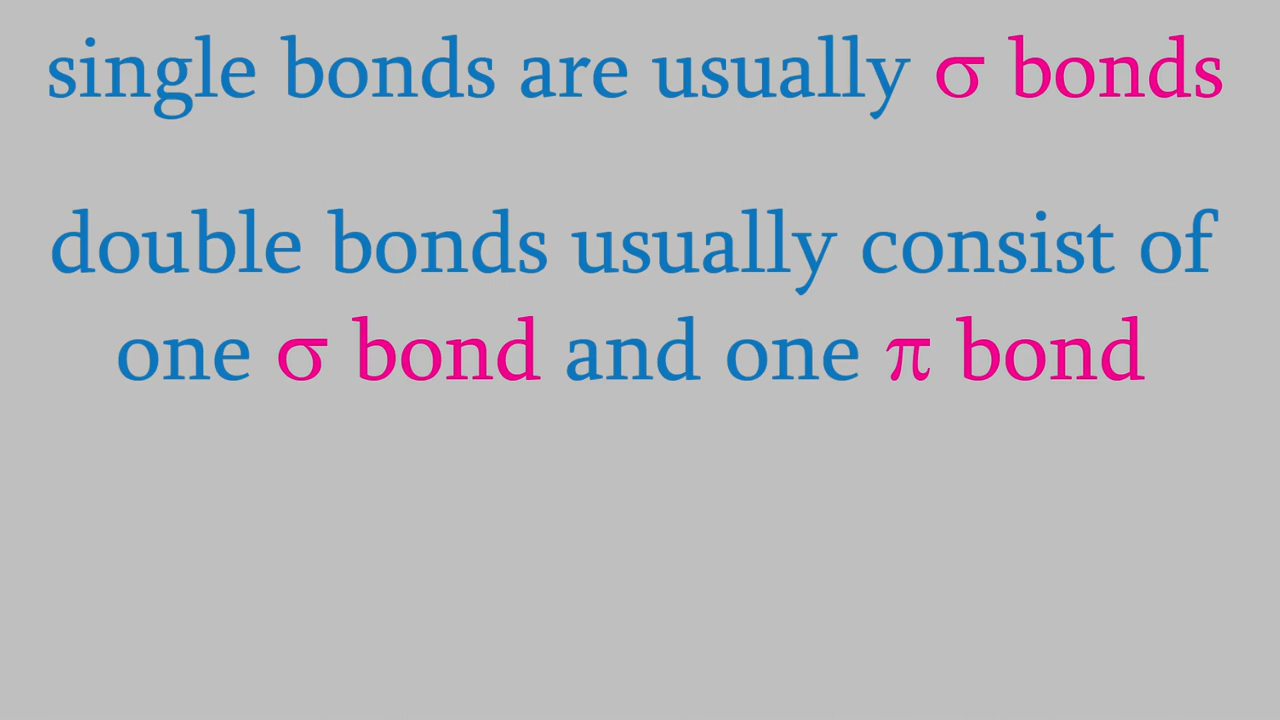 single bonds are usually σ bonds
double bonds usually consist of
one σ bond and one π bond